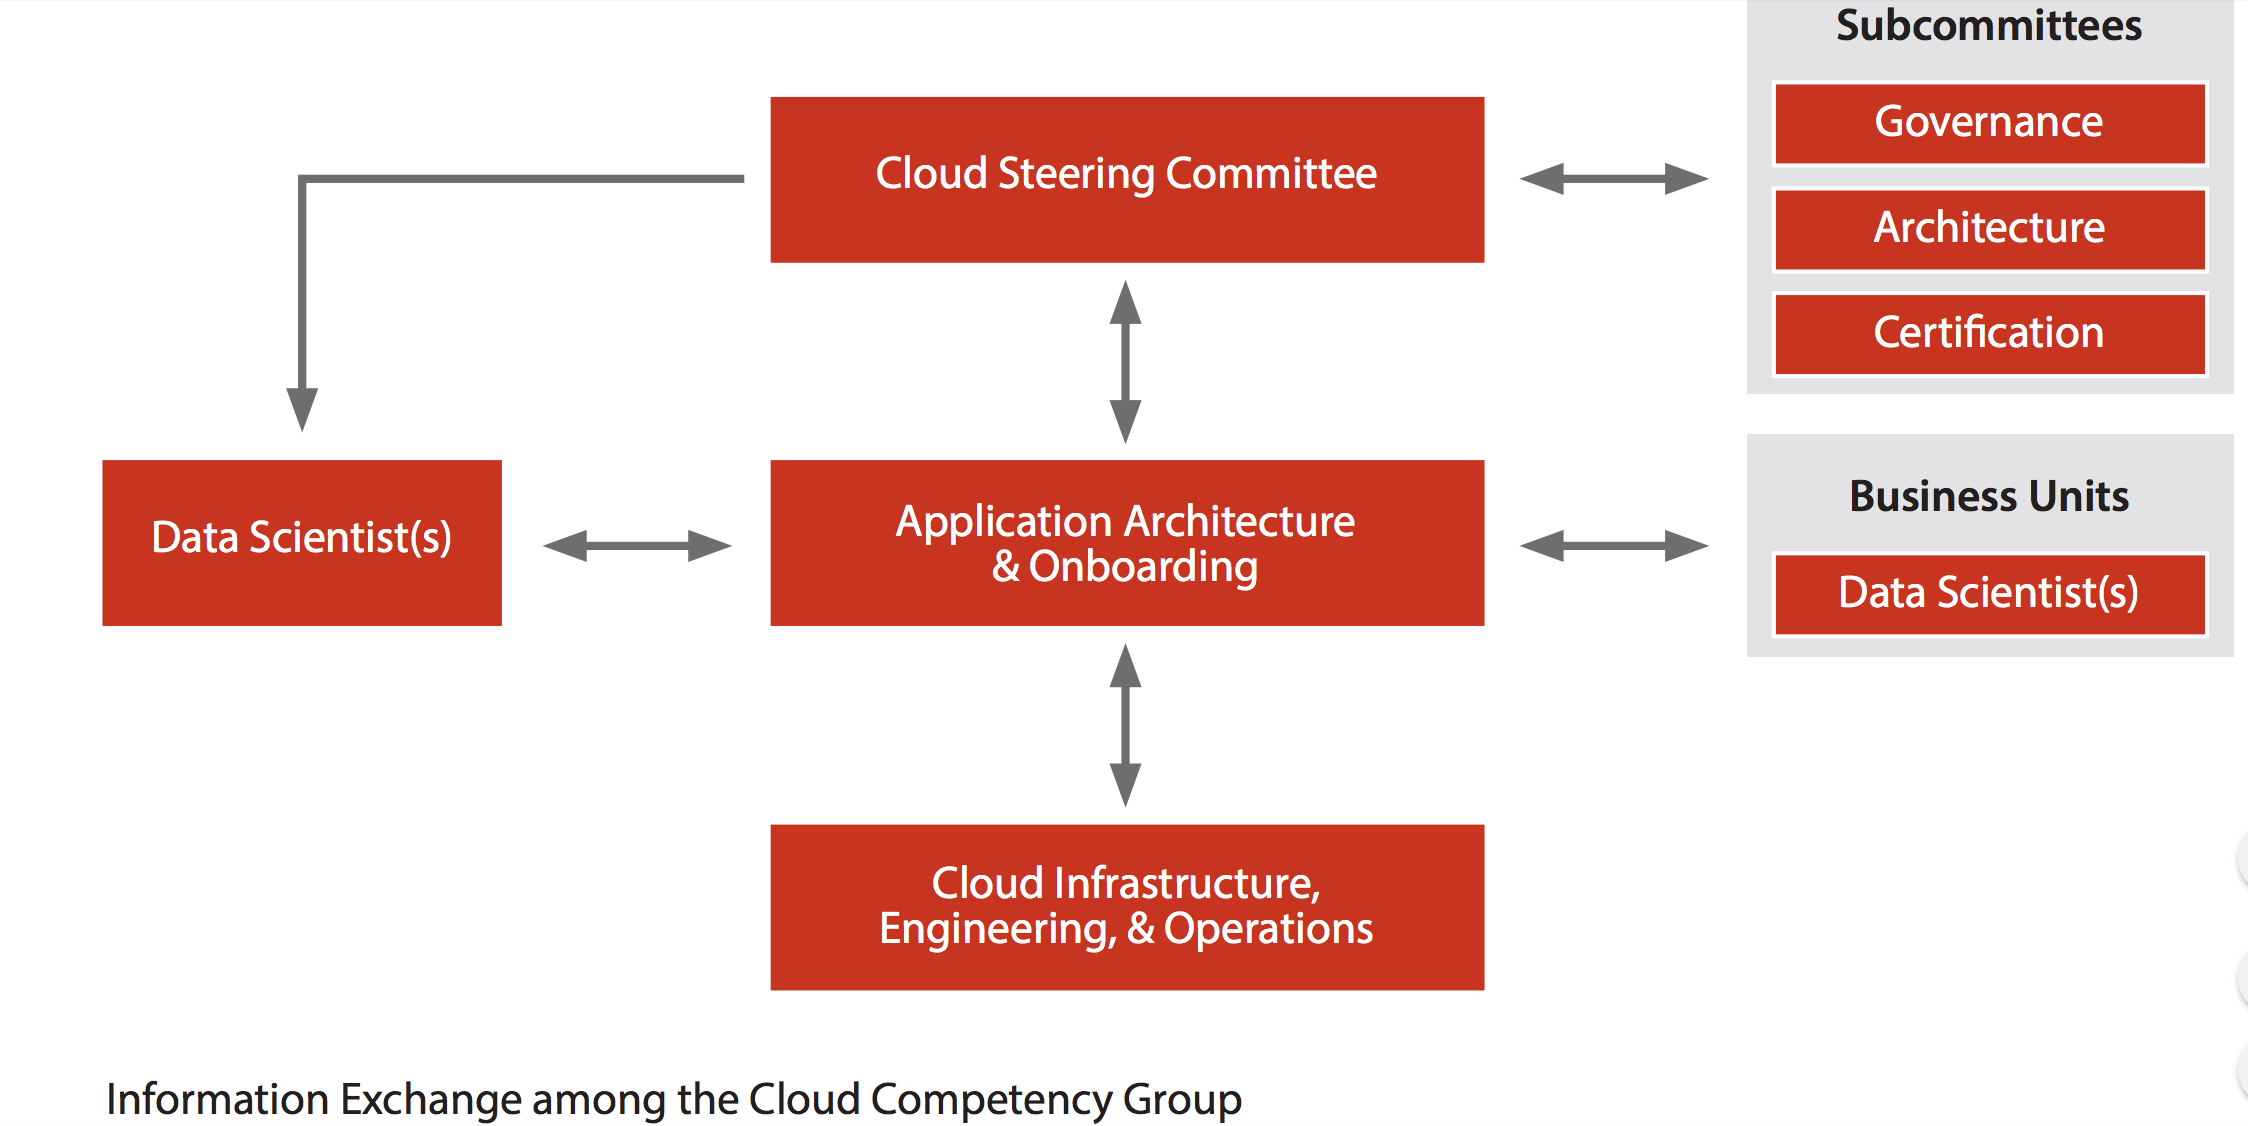 Subcommittees
Governance
Architecture
Certification
Cloud Steering Committee
Data Scientist(s)
Application Architecture
& Onboarding
Business Units
Data Scientist(s)
Cloud Infrastructure,
Engineering, & Operations
Information Exchange among the Cloud Competency Group